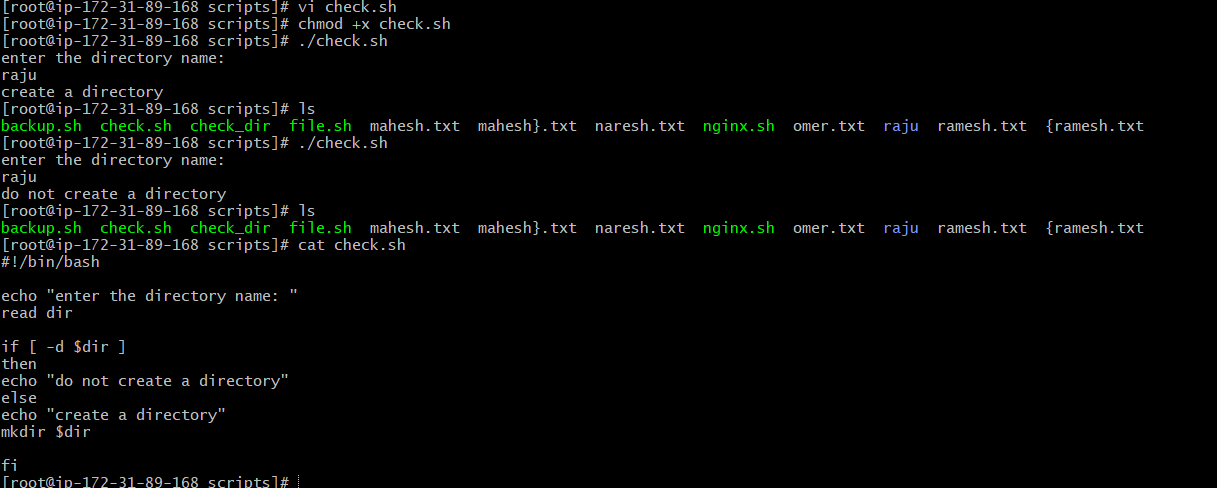 [root@ip-172-31-89-168 scripts]# vi check.sh
[root@ip-172-31-89-168 scripts]# chmod +x check.sh
[root@ip-172-31-89-168 scripts]# ./check.sh
enter the directory name:
raju
create a directory
[root@ip-172-31-89-168 scripts]# ls
backup.sh  check.sh  check_dir  file.sh  mahesh.txt  mahesh}.txt  naresh.txt  nginx.sh  omer.txt  raju  ramesh.txt  {ramesh.txt
[root@ip-172-31-89-168 scripts]# ./check.sh
enter the directory name:
raju
do not create a directory
[root@ip-172-31-89-168 scripts]# ls
backup.sh  check.sh  check_dir  file.sh  mahesh.txt  mahesh}.txt  naresh.txt  nginx.sh  omer.txt  raju  ramesh.txt  {ramesh.txt
[root@ip-172-31-89-168 scripts]# cat check.sh
#!/bin/bash

echo "enter the directory name: "
read dir

if [ -d $dir ]
then
echo "do not create a directory"
else
echo "create a directory"
mkdir $dir

fi
[root@ip-172-31-89-168 scripts]#